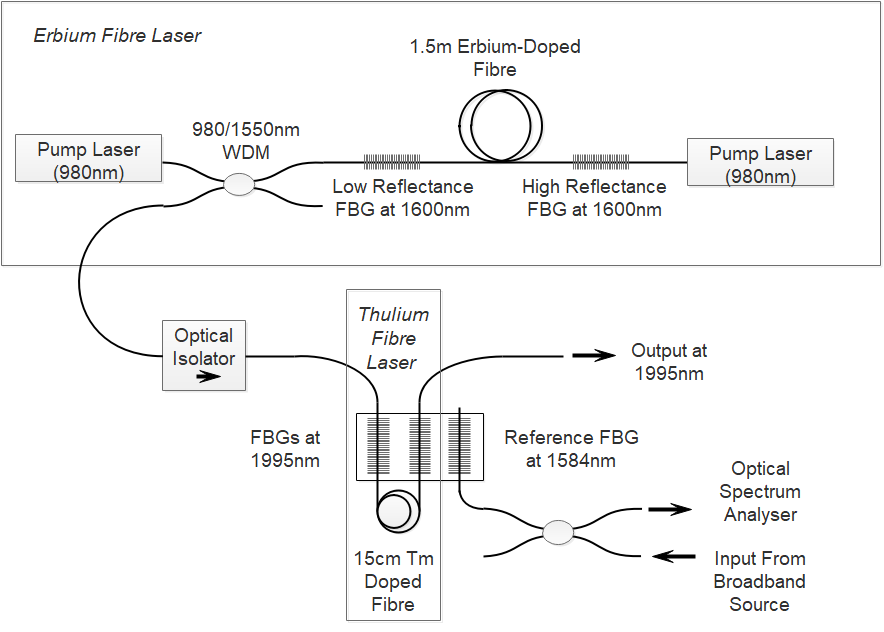 Erbium Fibre Laser
1.5m Erbium-Doped
Fibre
980/1550nm
WDM
Pump Laser
(980nm)
Pump Laser
(980nm)
Low Reflectance
FBG at 1600nm
High Reflectance
FBG at 1600nm
Optical
Isolator
Thulium
Fibre
Laser
Output at
1995nm
FBGs at
1995nm
Reference FBG
at 1584nm
Optical
Spectrum
Analyser
15cm Tm
Doped
Fibre
Input From
Broadband
Source